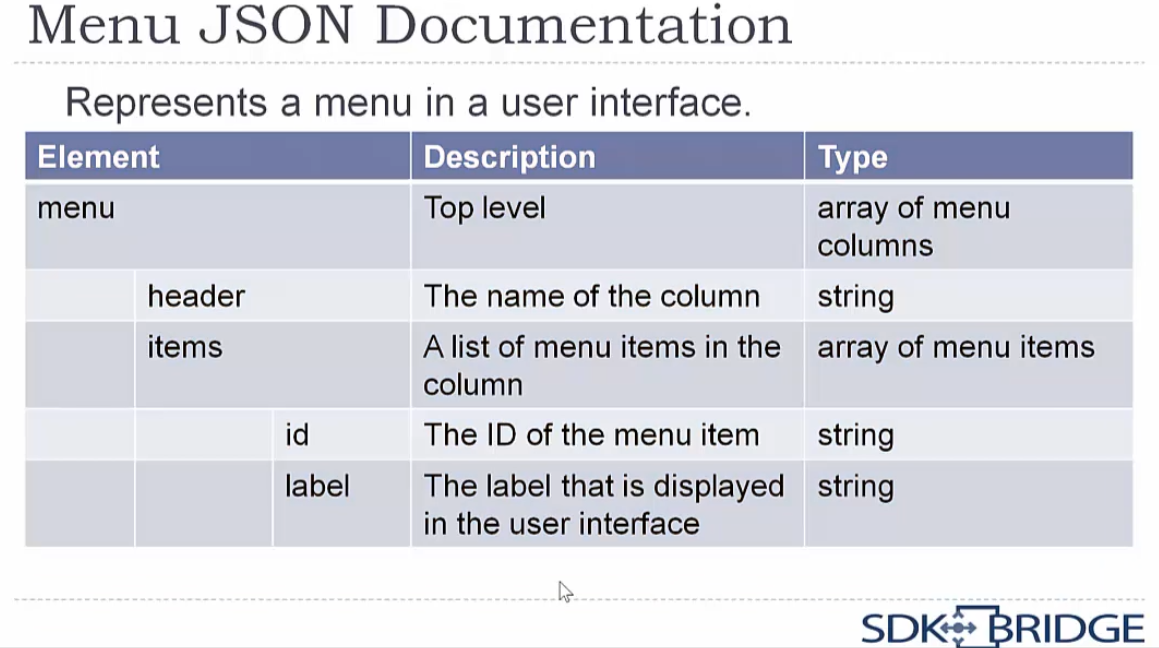 Menu JSON Documentation
Represents a menu in a user interface.
Element Description Type
menu Top level array of menu
columns
header The name of the column string
items A list of menu items in the array of menu items
column
id The ID of the menu item string
label The label that is displayed string
in the user interface
SDK BRIDGE